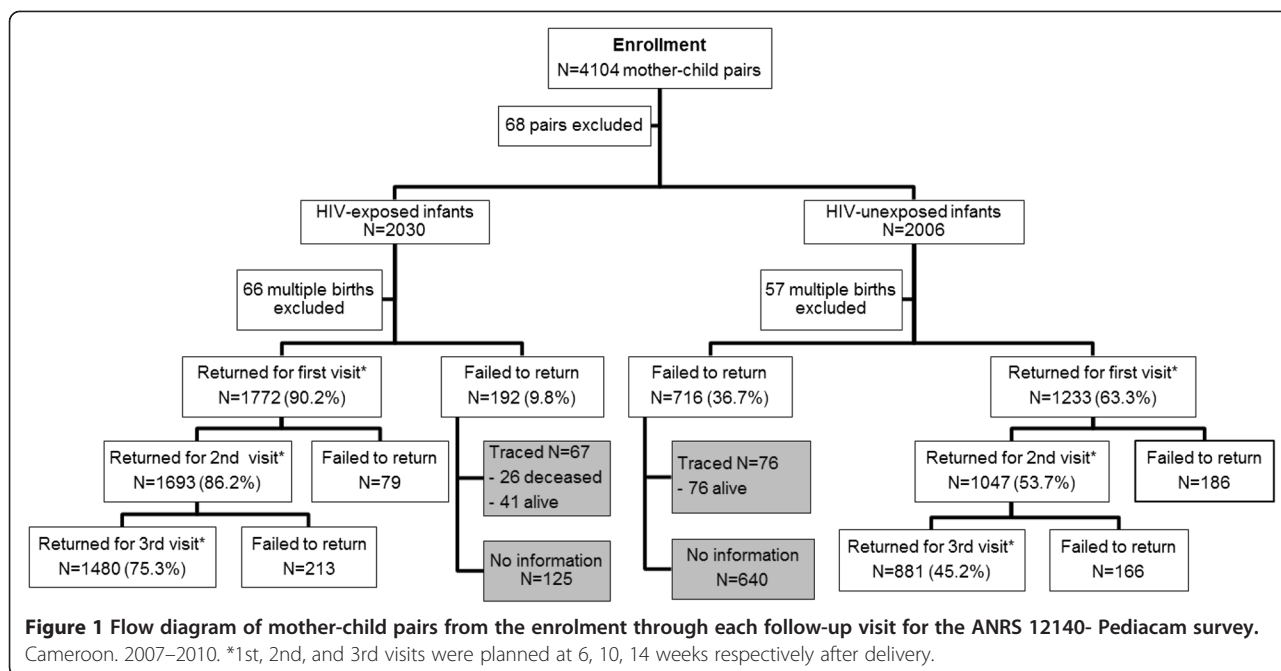 Enrollment
N=4104 mother-child pairs
68 pairs excluded
HIV-exposed infants
N=2030
HIV-unexposed infants
N=2006
66 multiple births
excluded
57 multiple births
excluded
Returned for first visit*
N=1772 (90.2%)
Failed to return
N=192 (9.8%)
Failed to return
N=716 (36.7%)
Returned for first visit*
N=1233 (63.3%)
Returned for 2nd visit*
N=1693 (86.2%)
Failed to return
N=79
Traced N=67
- 26 deceased
- 41 alive
Traced N=76
- 76 alive
Returned for 2nd visit*
N=1047 (53.7%)
Failed to return
N=186
Returned for 3rd visit*
N=1480 (75.3%)
Failed to return
N=213
No information
N=125
No information
N=640
Returned for 3rd visit*
N=881 (45.2%)
Failed to return
N=166
Figure 1 Flow diagram of mother-child pairs from the enrolment through each follow-up visit for the ANRS 12140- Pediacam survey.
Cameroon. 2007–2010. *1st, 2nd, and 3rd visits were planned at 6, 10, 14 weeks respectively after delivery.